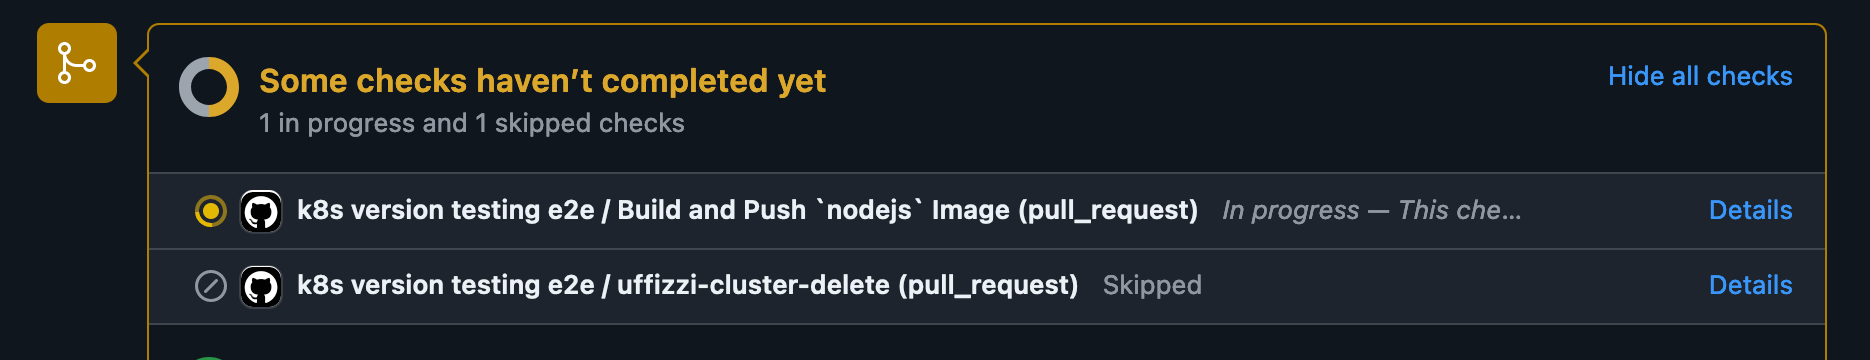 Some checks haven’t completed yet
Hide all checks
1 in progress and 1 skipped checks
k8s version testing e2e / Build and Push `nodejs` Image (pull_request) In progress — This che... Details
k8s version testing e2e / uffizzi-cluster-delete (pull_request) Skipped Details